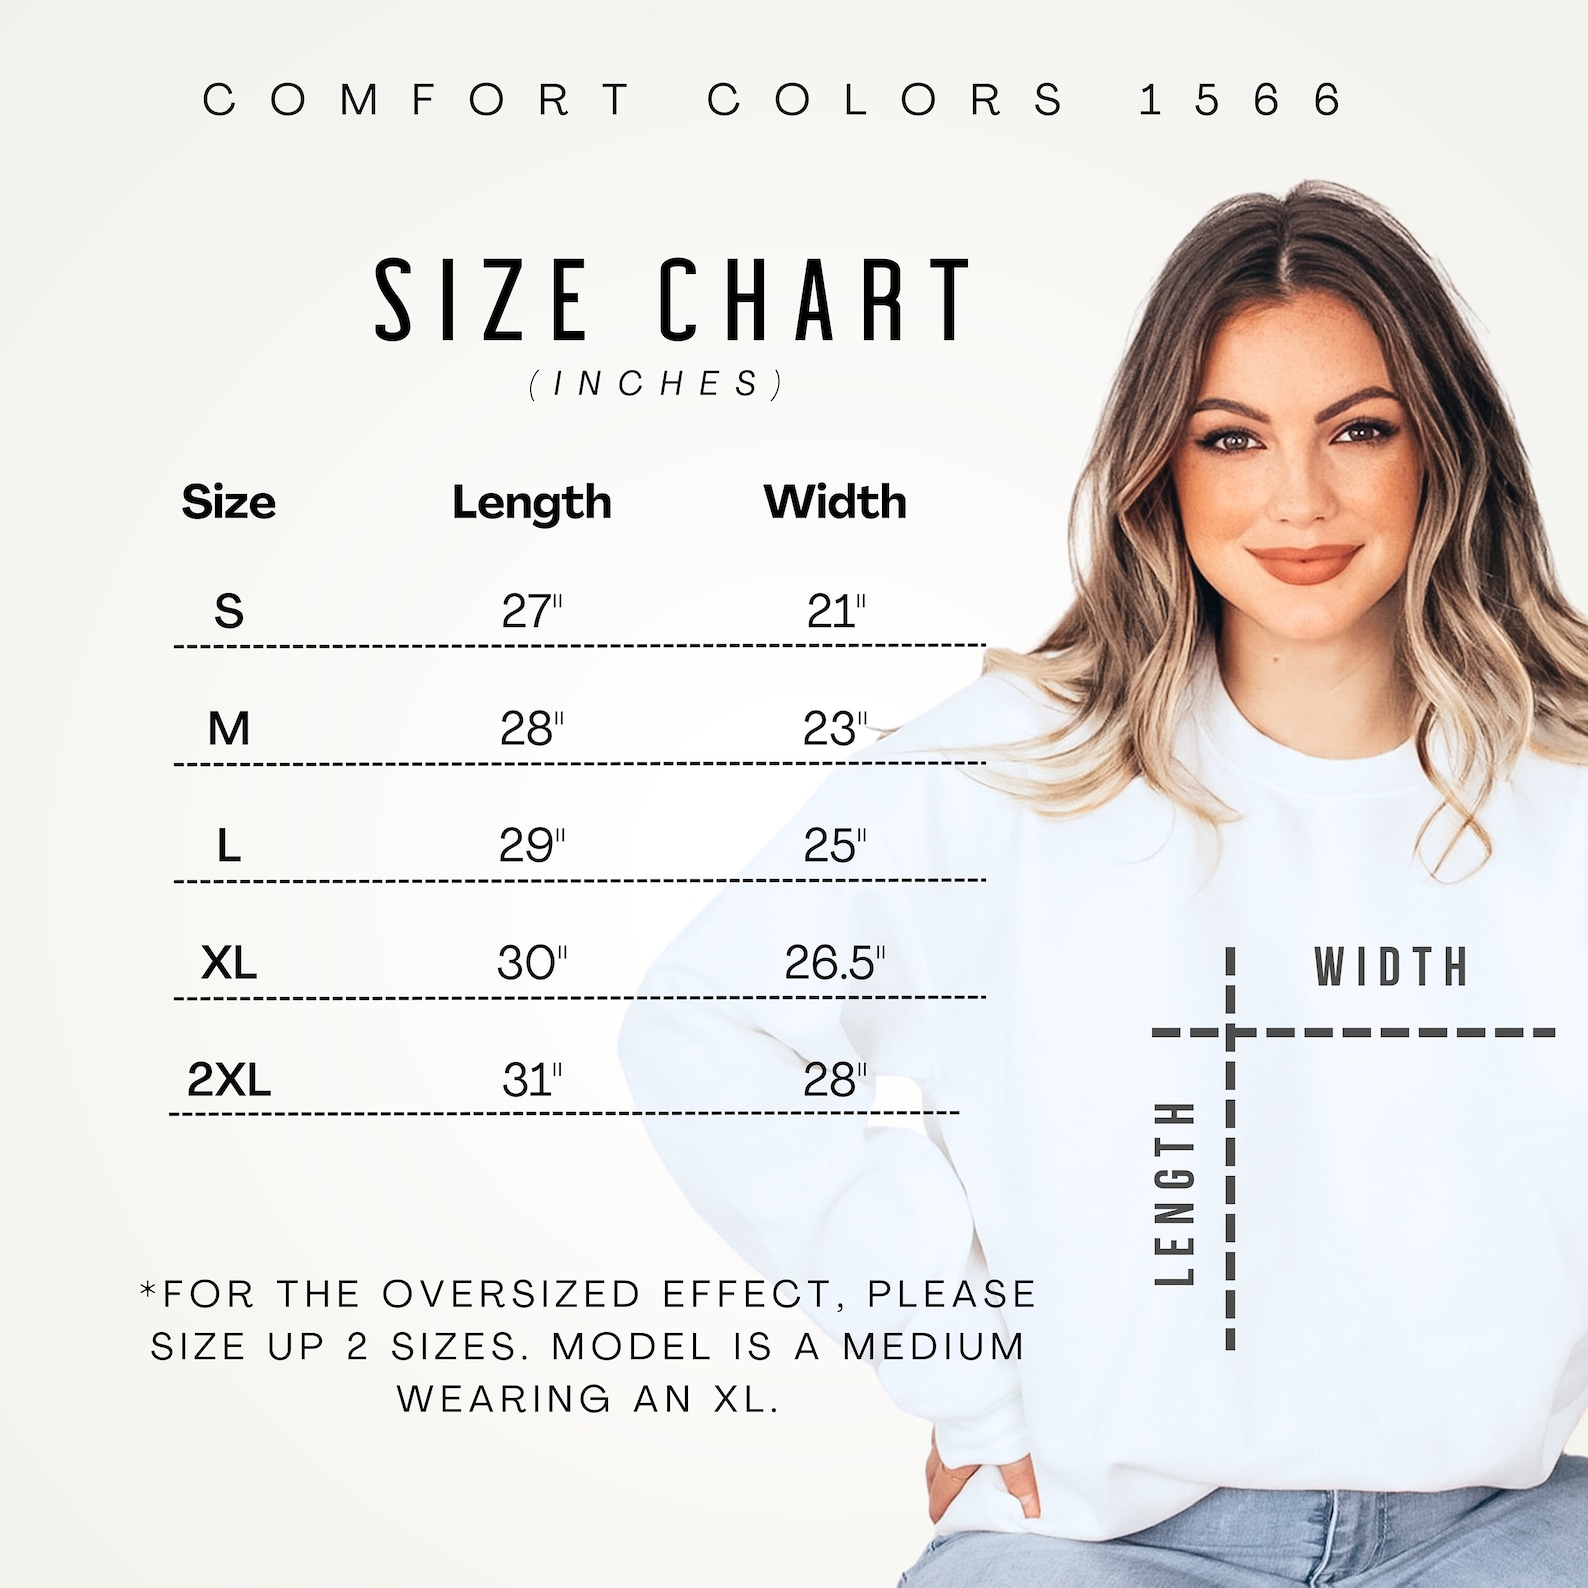 COMFORT COLORS 1566
SIZE CHART
(INCHES)
Size Length Width
S 27" 21"
M 28" 23"
L 29" 25"
XL 30" 26.5"
2XL 31" 28"
WIDTH
LENGTH
*FOR THE OVERSIZED EFFECT, PLEASE
SIZE UP 2 SIZES. MODEL IS A MEDIUM
WEARING AN XL.